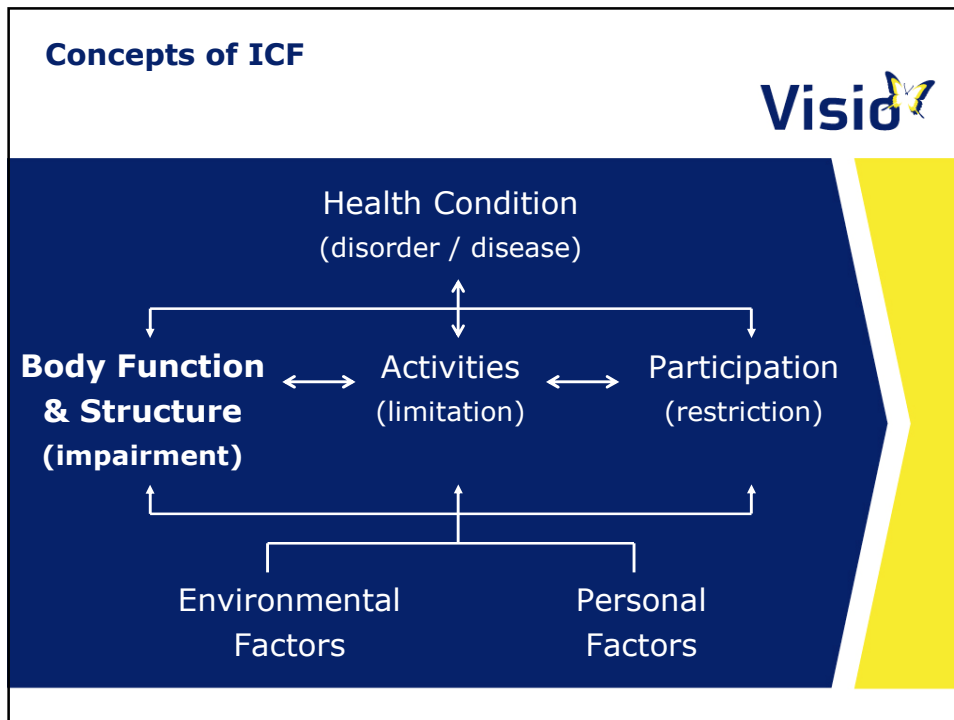 Concepts of ICF
Visio
Health Condition
(disorder / disease)
Body Function
& Structure
(impairment)
Activities
(limitation)
Participation
(restriction)
Environmental
Factors
Personal
Factors